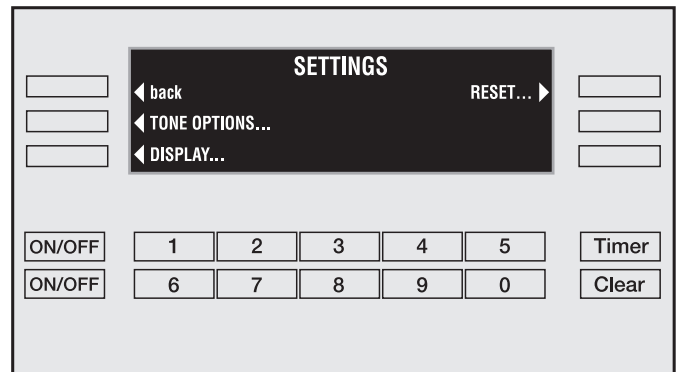 SETTINGS
back RESET...
TONE OPTIONS...
DISPLAY...
ON/OFF 1 2 3 4 5 Timer
ON/OFF 6 7 8 9 0 Clear